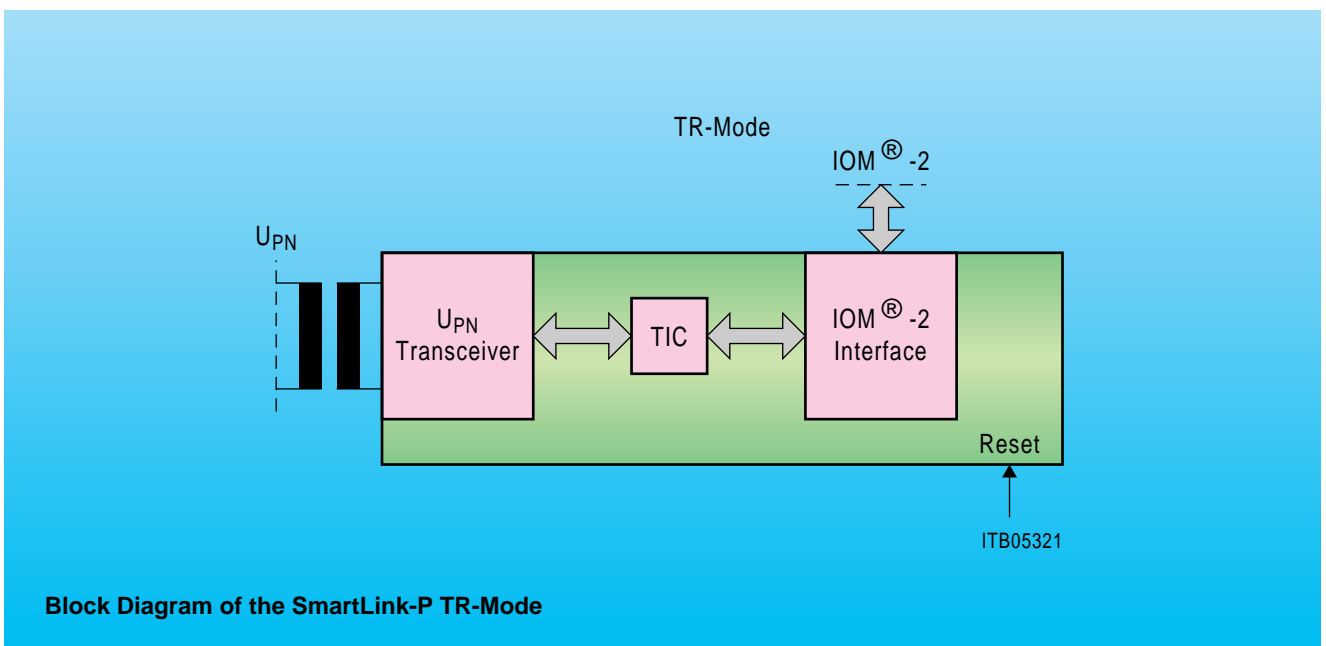 TR-Mode
IOM® -2
UPN
UPN
Transceiver
TIC
IOM® -2
Interface
Reset
ITB05321
Block Diagram of the SmartLink-P TR-Mode